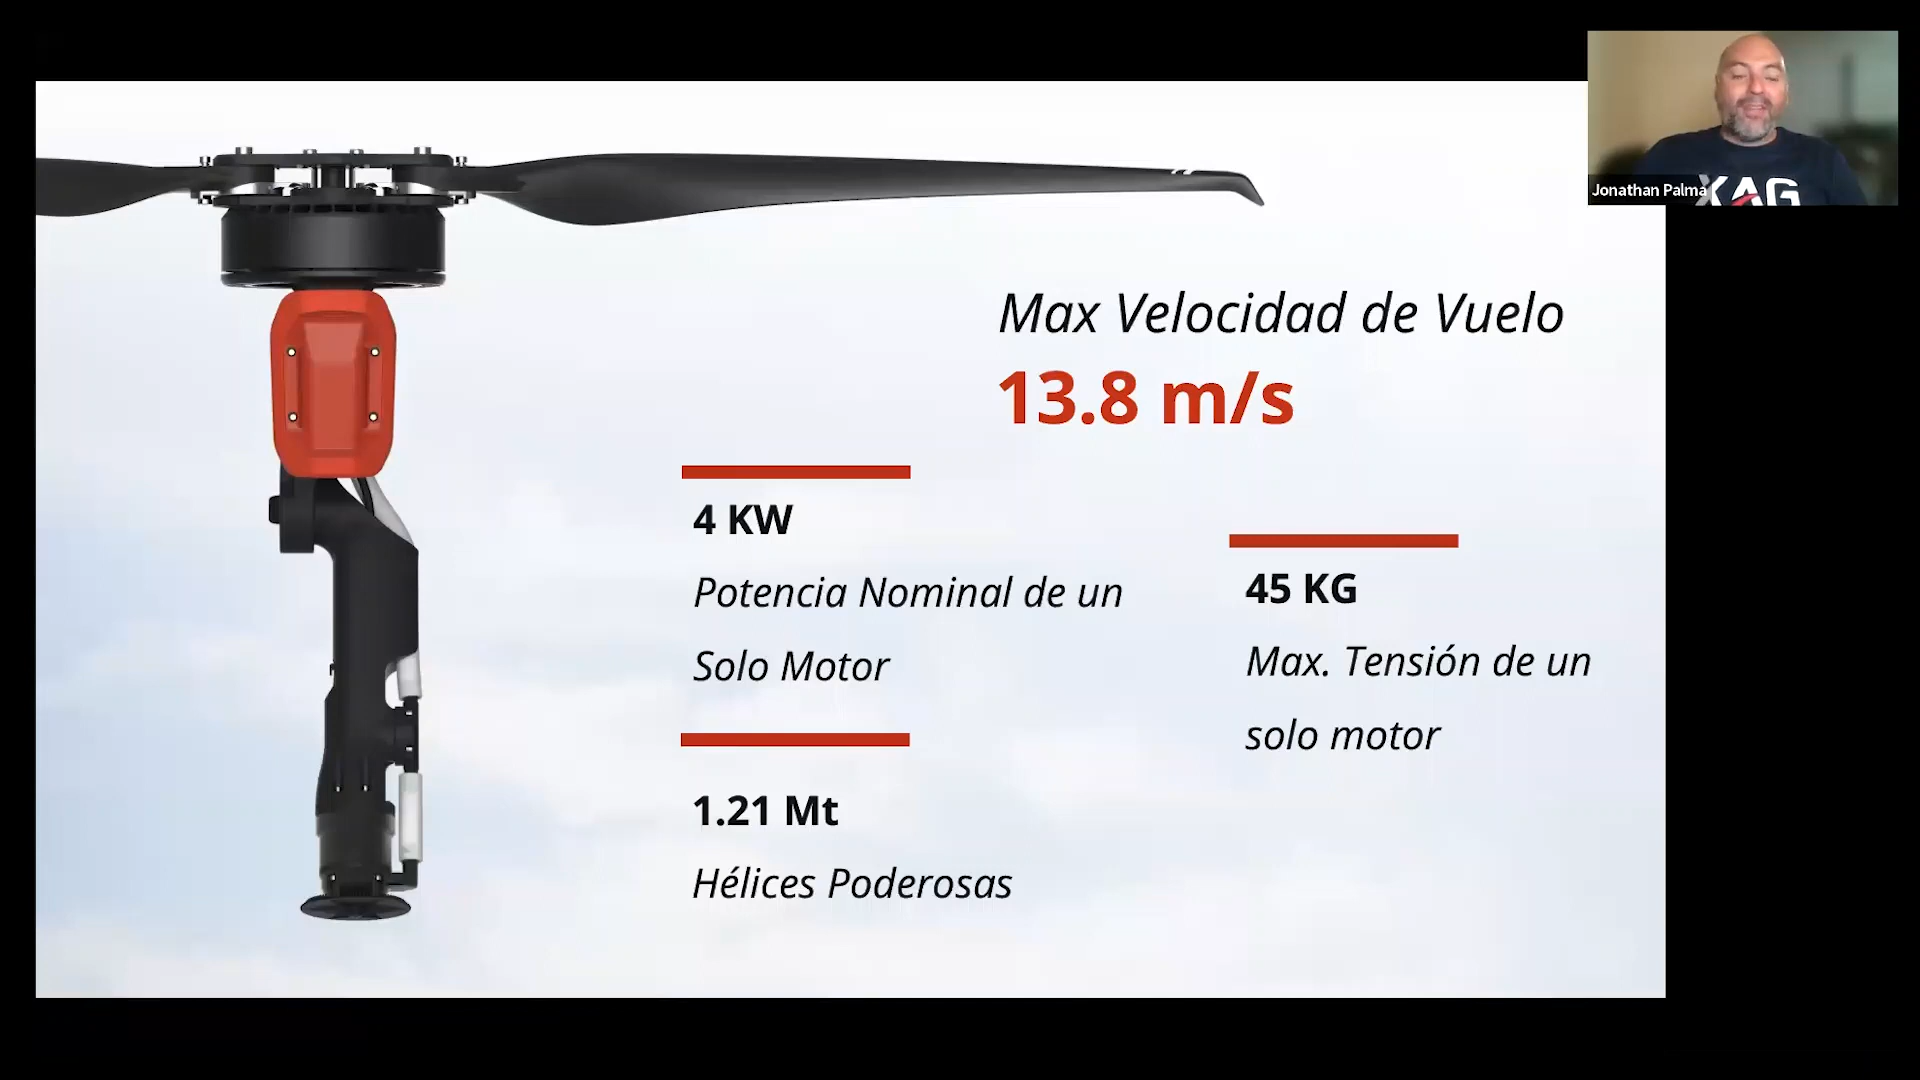 Jonathan Palma
XAG
Max Velocidad de Vuelo
13.8 m/s
4 KW
Potencia Nominal de un
Solo Motor
45 KG
Max. Tensión de un
solo motor
1.21 Mt
Hélices Poderosas